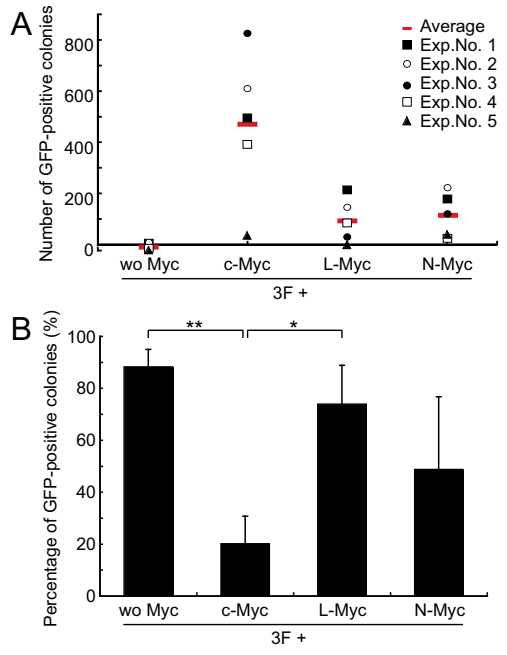 A
Number of GFP-positive colonies
800
600
400
200
0
Average
Exp.No. 1
Exp.No. 2
Exp.No. 3
Exp.No. 4
Exp.No. 5
wo Myc c-Myc L-Myc N-Myc
3F +
B
Percentage of GFP-positive colonies (%)
100
80
60
40
20
0
** *
wo Myc c-Myc L-Myc N-Myc
3F +